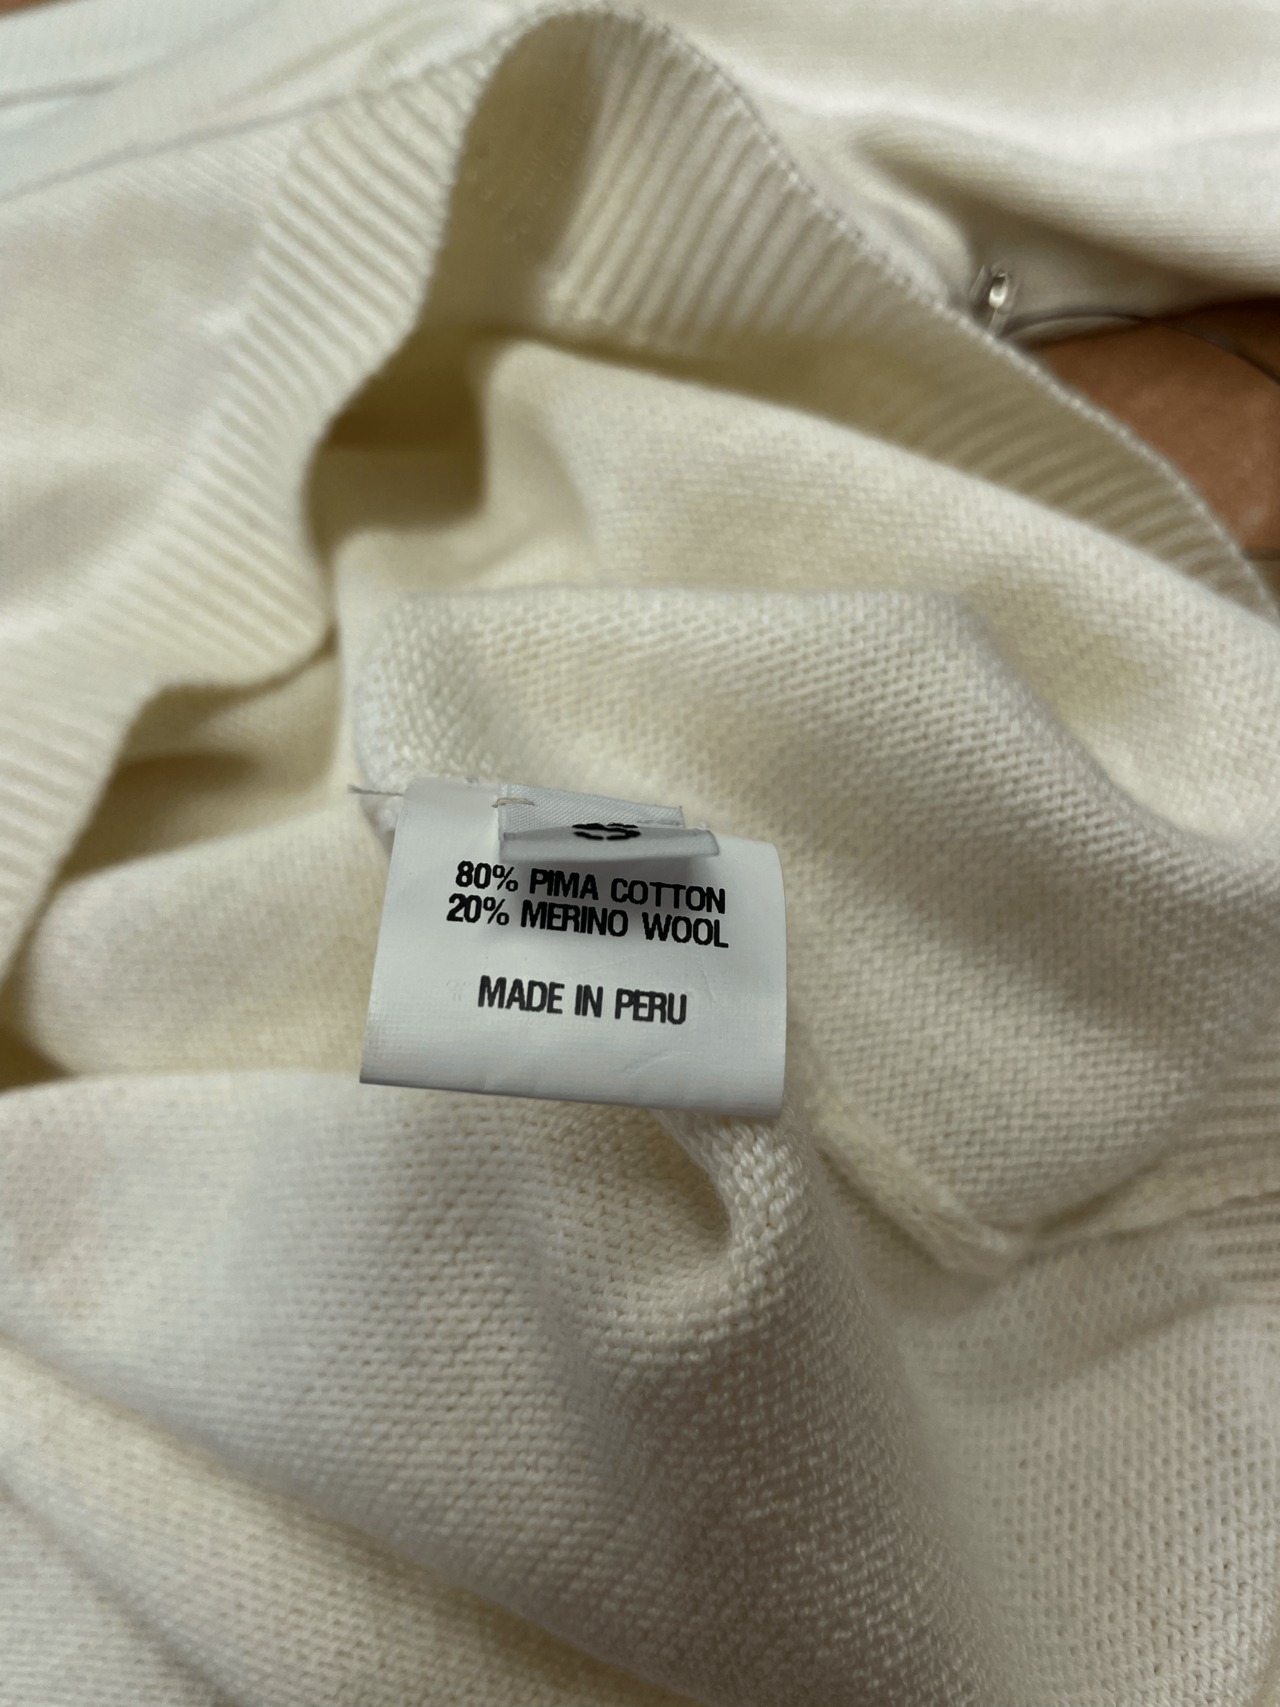 80% PIMA COTTON
20% MERINO WOOL
MADE IN PERU